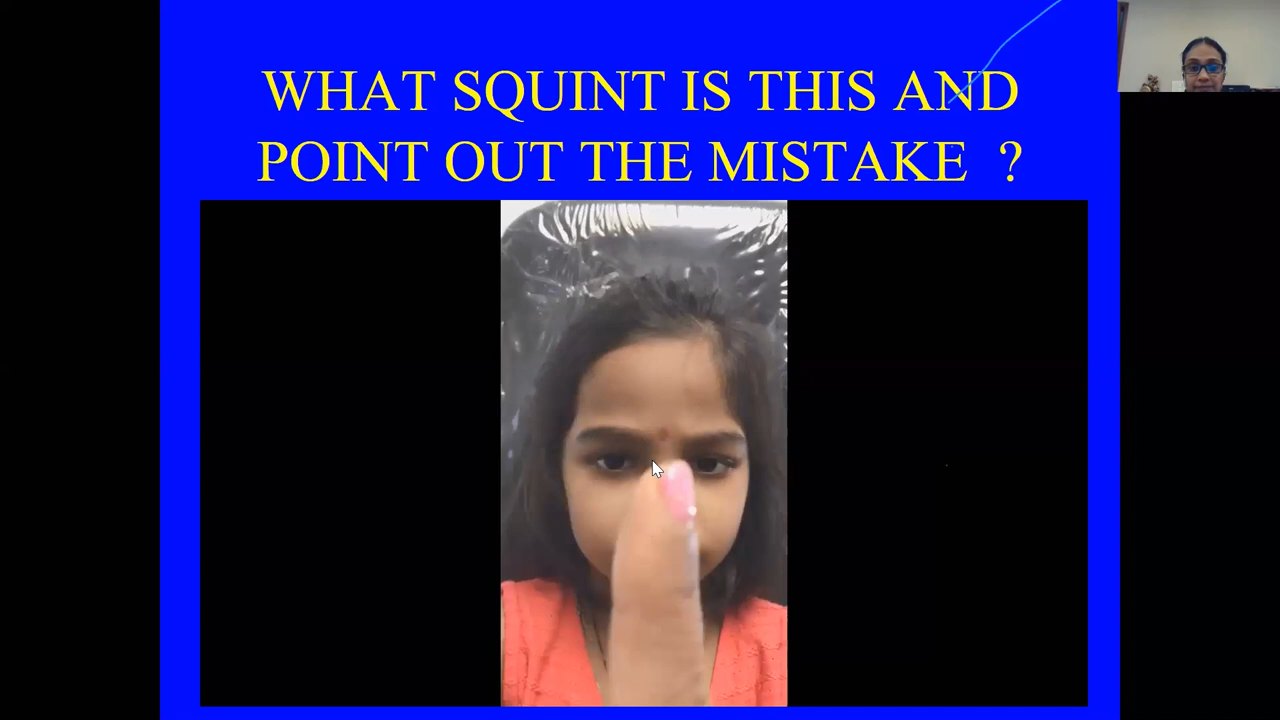 WHAT SQUINT IS THIS AND
POINT OUT THE MISTAKE ?